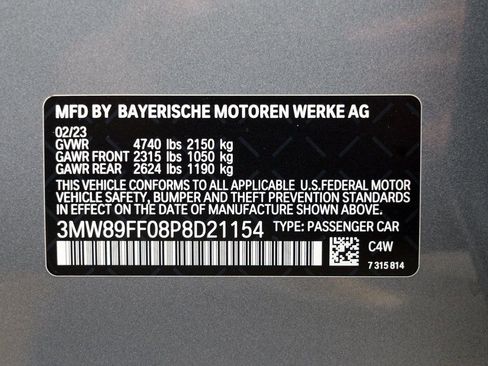 MFD BY BAYERISCHE MOTOREN WERKE AG
02/23
GVWR 4740 lbs 2150 kg
GAWR FRONT 2315 lbs 1050 kg
GAWR REAR 2624 lbs 1190 kg
THIS VEHICLE CONFORMS TO ALL APPLICABLE U.S.FEDERAL MOTOR
VEHICLE SAFETY, BUMPER AND THEFT PREVENTION STANDARDS
IN EFFECT ON THE DATE OF MANUFACTURE SHOWN ABOVE.
3MW89FF08P8D21154 TYPE: PASSENGER CAR
C4W
7 315 814